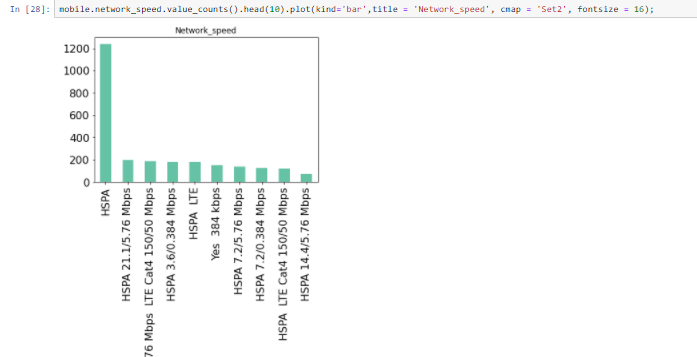 In [28]: mobile.network_speed.value_counts().head(10).plot(kind='bar',title = 'Network_speed', cmap = 'Set2', fontsize = 16);
Network_speed
1200
1000
800
600
400
200
0
HSPA
HSPA 21.1/5.76 Mbps
76 Mbps LTE Cat4 150/50 Mbps
HSPA 3.6/0.384 Mbps
HSPA LTE
Yes 384 kbps
HSPA 7.2/5.76 Mbps
HSPA 7.2/0.384 Mbps
HSPA LTE Cat4 150/50 Mbps
HSPA 14.4/5.76 Mbps